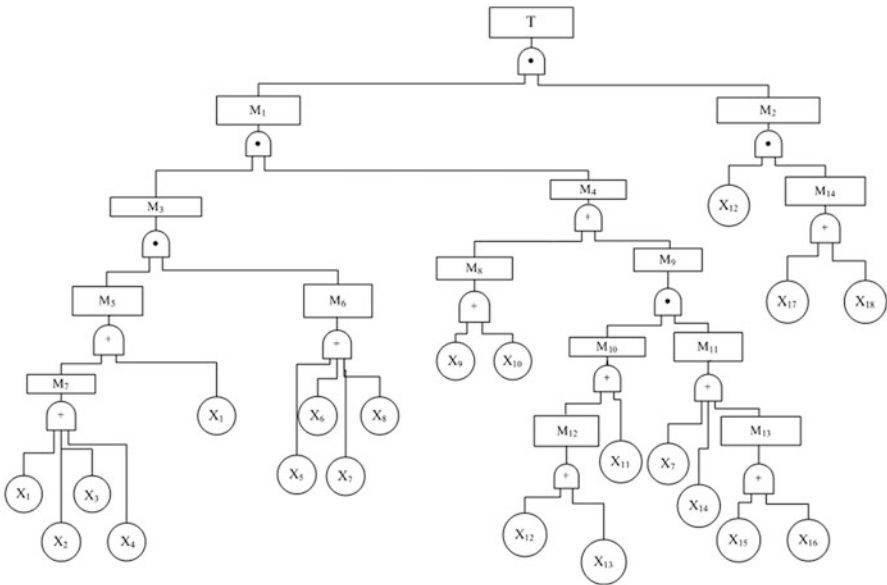 T
•
M₁ M₂
• •
M₃ M₄ X₁₂ M₁₄
• + +
M₅ M₆ M₈ M₉ X₁₇ X₁₈
+ + + •
M₇ X₁ X₅ X₆ X₇ X₈ X₉ X₁₀ M₁₀ M₁₁
+ + +
X₁ X₂ X₃ X₄ M₁₂ X₁₁ X₇ X₁₄ M₁₃
+ +
X₁₂ X₁₃ X₁₅ X₁₆